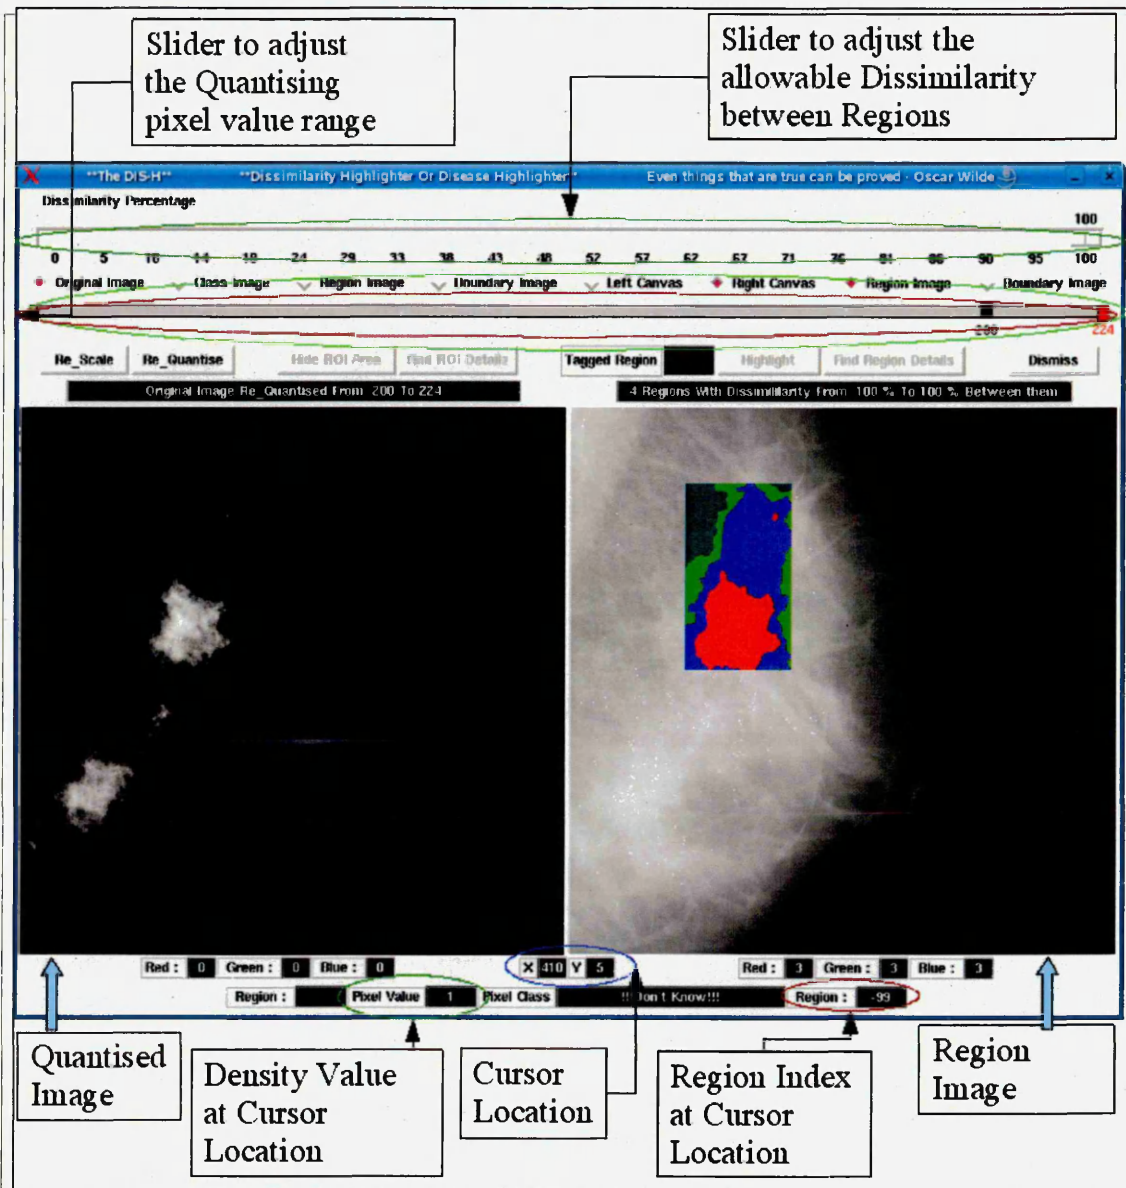 Slider to adjust
the Quantising
pixel value range
Slider to adjust the
allowable Dissimilarity
between Regions
**The DIS-H** **Dissimilarity Highlighter Or Disease Highlighter* Even things that are true can be proved - Oscar Wilde
Dissimilarity Percentage
100
0 5 10 14 19 24 29 33 38 43 48 52 57 62 67 71 76 81 86 90 95 100
Original Image Class Image Region Image Boundary Image Left Canvas Right Canvas Region Image Boundary Image
224
Re_Scale Re_Quantise Hide ROI Area Find ROI Details Tagged Region Highlight Find Region Details Dismiss
Original Image Re_Quantised From 200 To 224
4 Regions With Dissimilarity From 100 % To 100 % Between them
Red : 0 Green : 0 Blue : 0 X 410 Y 5 Red : 3 Green : 3 Blue : 3
Region : Pixel Value 1 Pixel Class !!!Don't Know!!! Region : -99
Quantised
Image
Density Value
at Cursor
Location
Cursor
Location
Region Index
at Cursor
Location
Region
Image